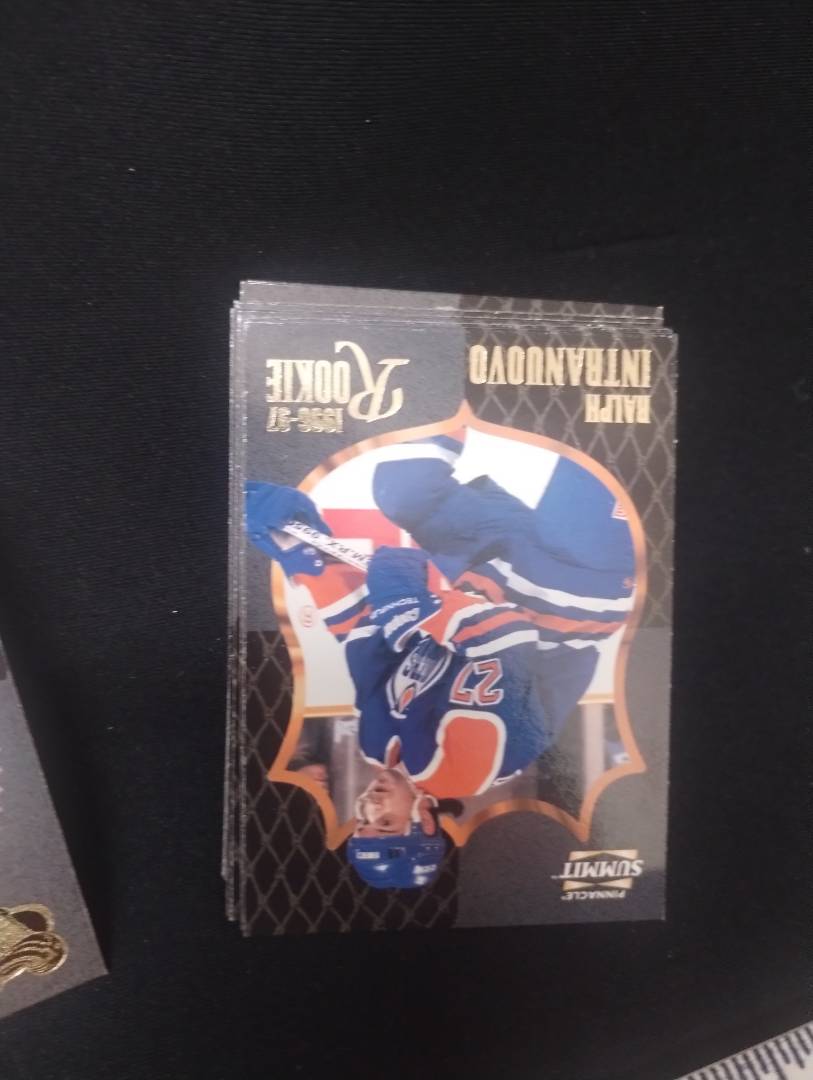 PINNACLE
SUMMIT
27
RALPH
INTRANUOVO
1996-97
ROOKIE